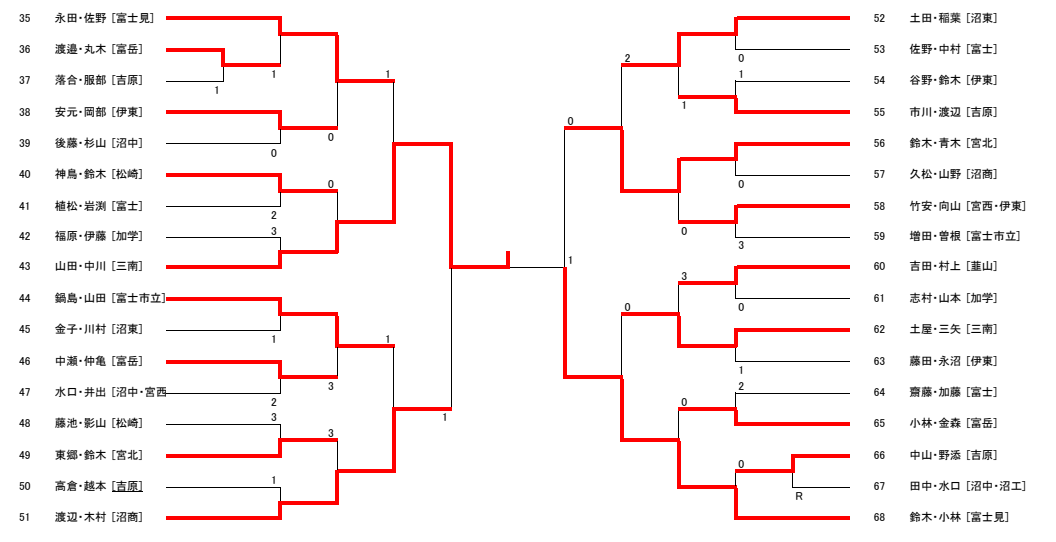 35 永田・佐野 [富士見]
36 渡邉・丸木 [富岳]
37 落合・服部 [吉原]
38 安元・岡部 [伊東]
39 後藤・杉山 [沼中]
40 神鳥・鈴木 [松崎]
41 植松・岩渕 [富士]
42 福原・伊藤 [加学]
43 山田・中川 [三南]
44 鍋島・山田 [富士市立]
45 金子・川村 [沼東]
46 中瀬・仲亀 [富岳]
47 水口・井出 [沼中・宮西
48 藤池・影山 [松崎]
49 東郷・鈴木 [宮北]
50 高倉・越本 [吉原]
51 渡辺・木村 [沼商]
1
1
0
0
2
3
1
2
3
1
1
0
3
3
1
1
1
52 土田・稲葉 [沼東]
53 佐野・中村 [富士]
54 谷野・鈴木 [伊東]
55 市川・渡辺 [吉原]
56 鈴木・青木 [宮北]
57 久松・山野 [沼商]
58 竹安・向山 [宮西・伊東]
59 増田・曽根 [富士市立]
60 吉田・村上 [韮山]
61 志村・山本 [加学]
62 土屋・三矢 [三南]
63 藤田・永沼 [伊東]
64 齋藤・加藤 [富士]
65 小林・金森 [富岳]
66 中山・野添 [吉原]
67 田中・水口 [沼中・沼工]
68 鈴木・小林 [富士見]
0
1
0
3
0
1
2
0
R
1
0
3
0
2
0
0
1